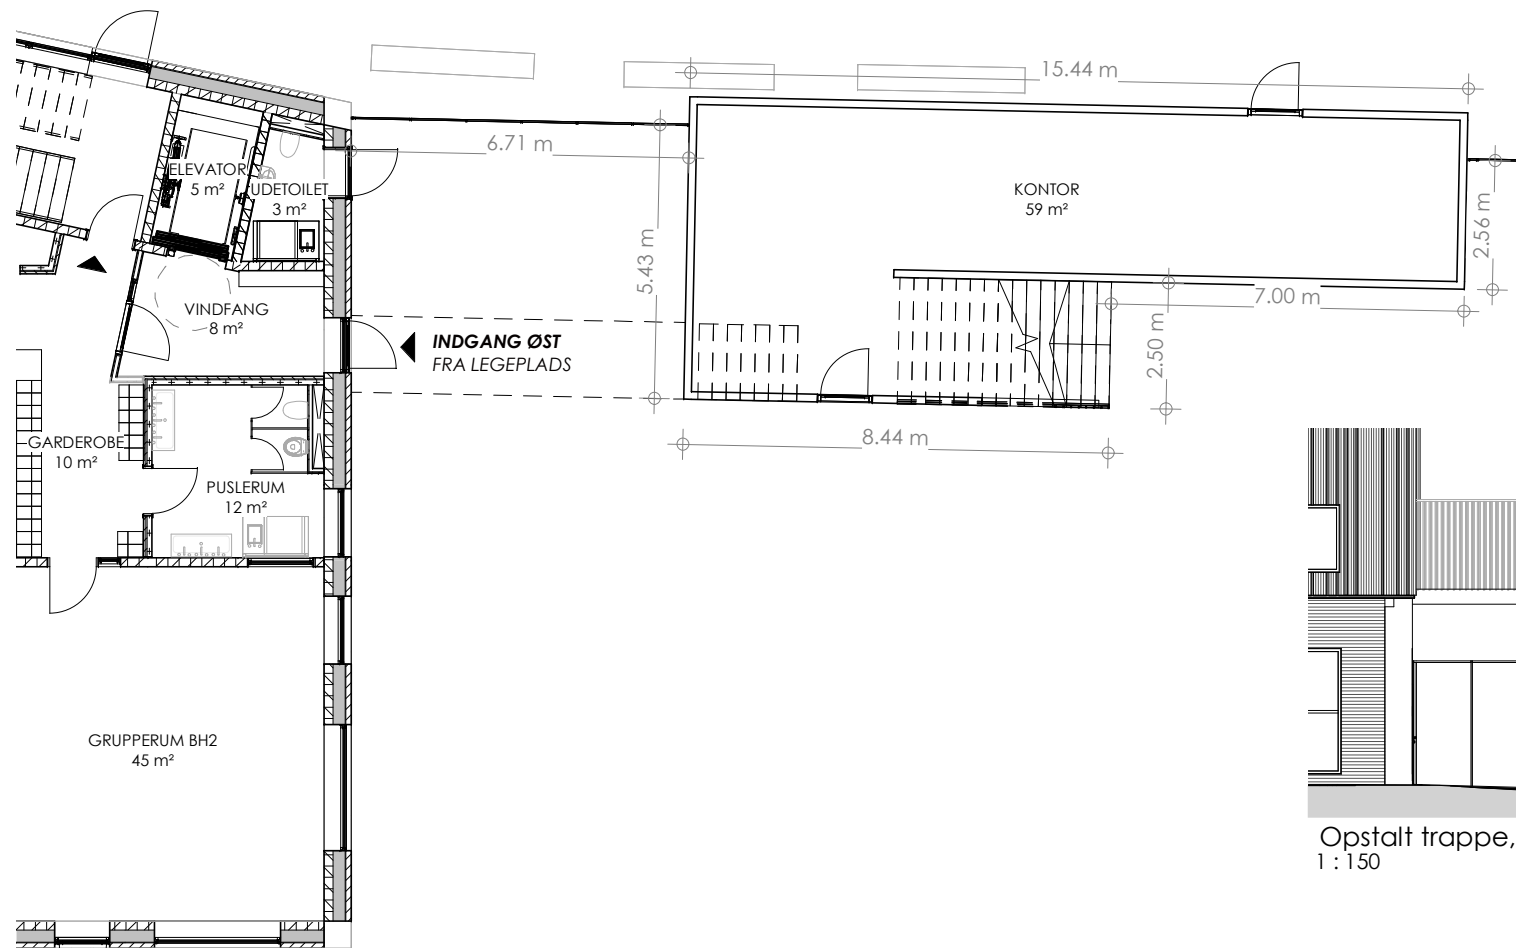 15.44 m
6.71 m
ELEVATOR
5 m²
UDETOILET
3 m²
KONTOR
59 m²
2.56 m
5.43 m
7.00 m
VINDFANG
8 m²
INDGANG ØST
FRA LEGEPLADS
2.50 m
8.44 m
GARDEROBE
10 m²
PUSLERUM
12 m²
GRUPPERUM BH2
45 m²
Opstalt trappe,
1 : 150